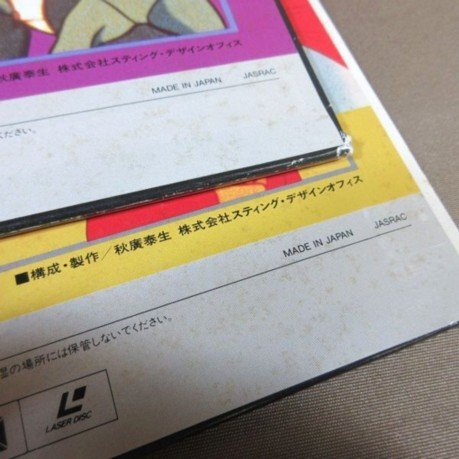 秋廣泰生 株式会社スティング・デザインオフィス
MADE IN JAPAN JASRAC
ください。
■構成・製作／秋廣泰生 株式会社スティング・デザインオフィス
MADE IN JAPAN JASRAC
の場所には保管しないでください。
LASER DISC